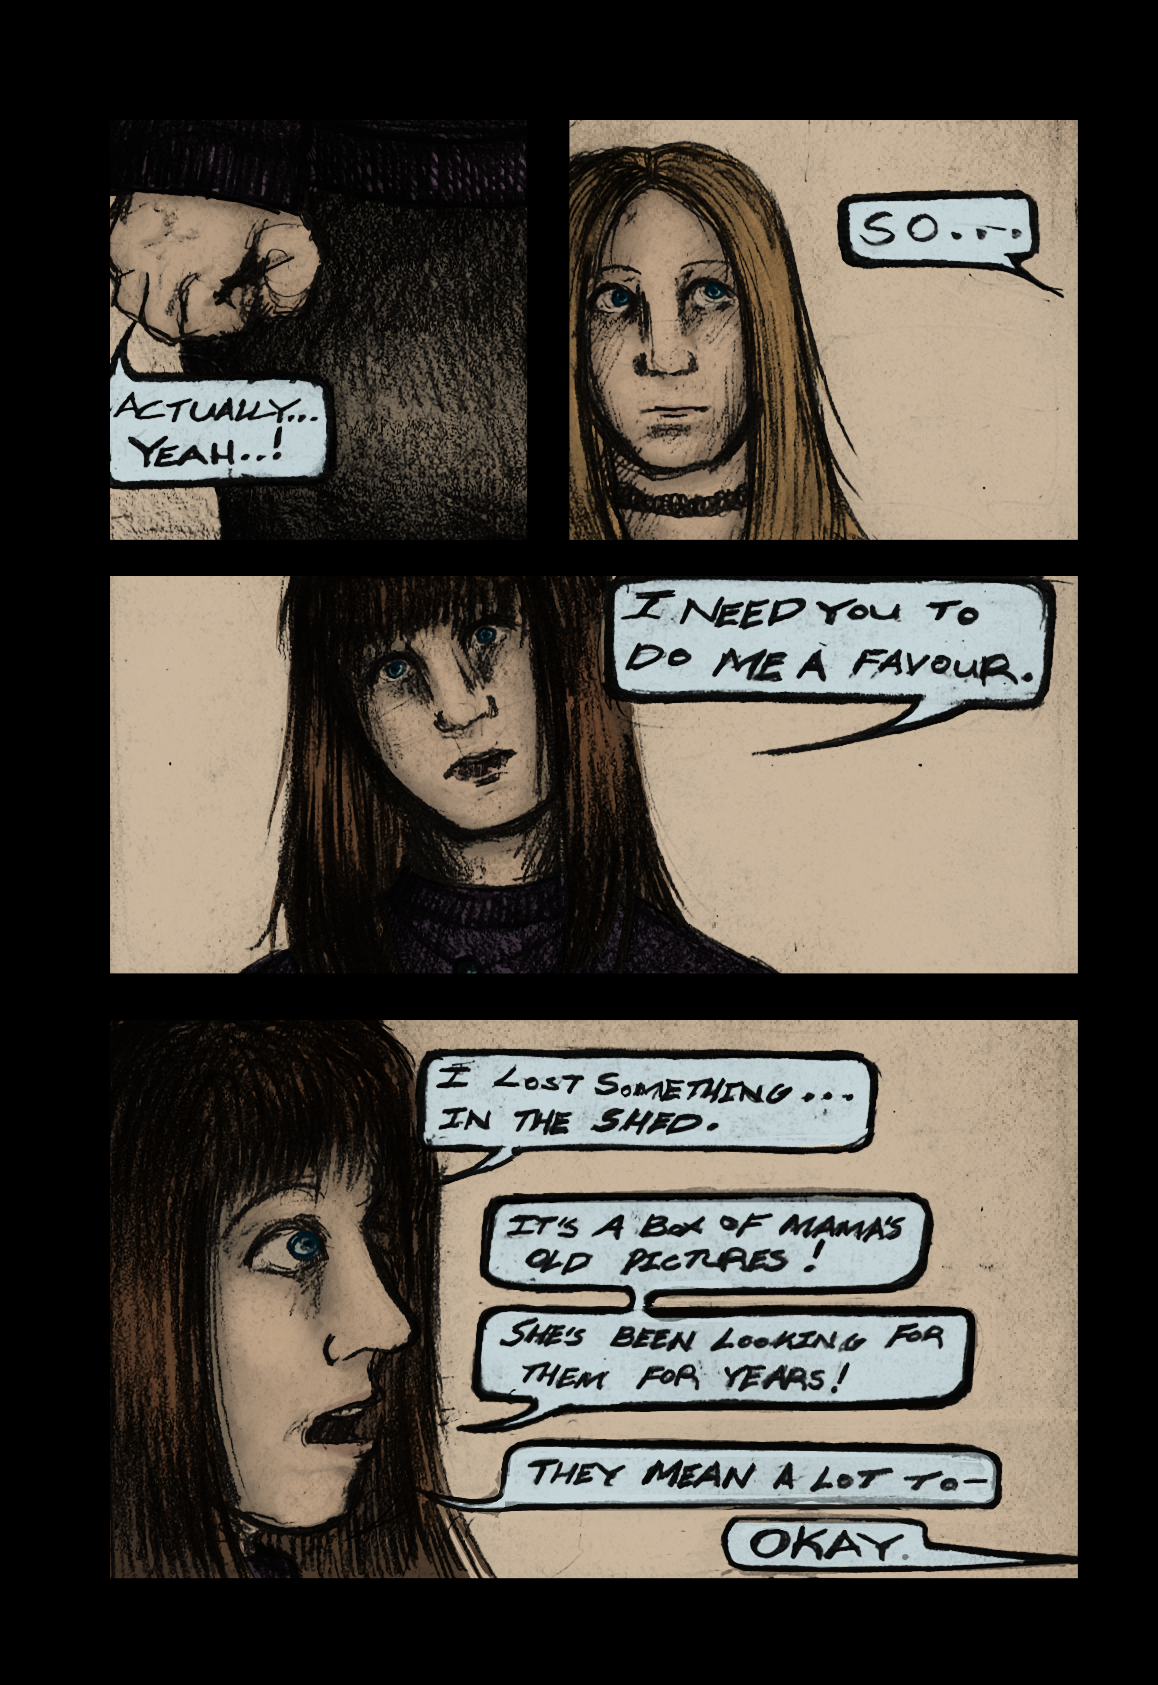 ACTUALLY...
YEAH..!
SO....
I NEED YOU TO
DO ME A FAVOUR.
I LOST SOMETHING...
IN THE SHED.
IT'S A BOX OF MAMA'S
OLD PICTURES!
SHE'S BEEN LOOKING FOR
THEM FOR YEARS!
THEY MEAN A LOT TO—
OKAY.